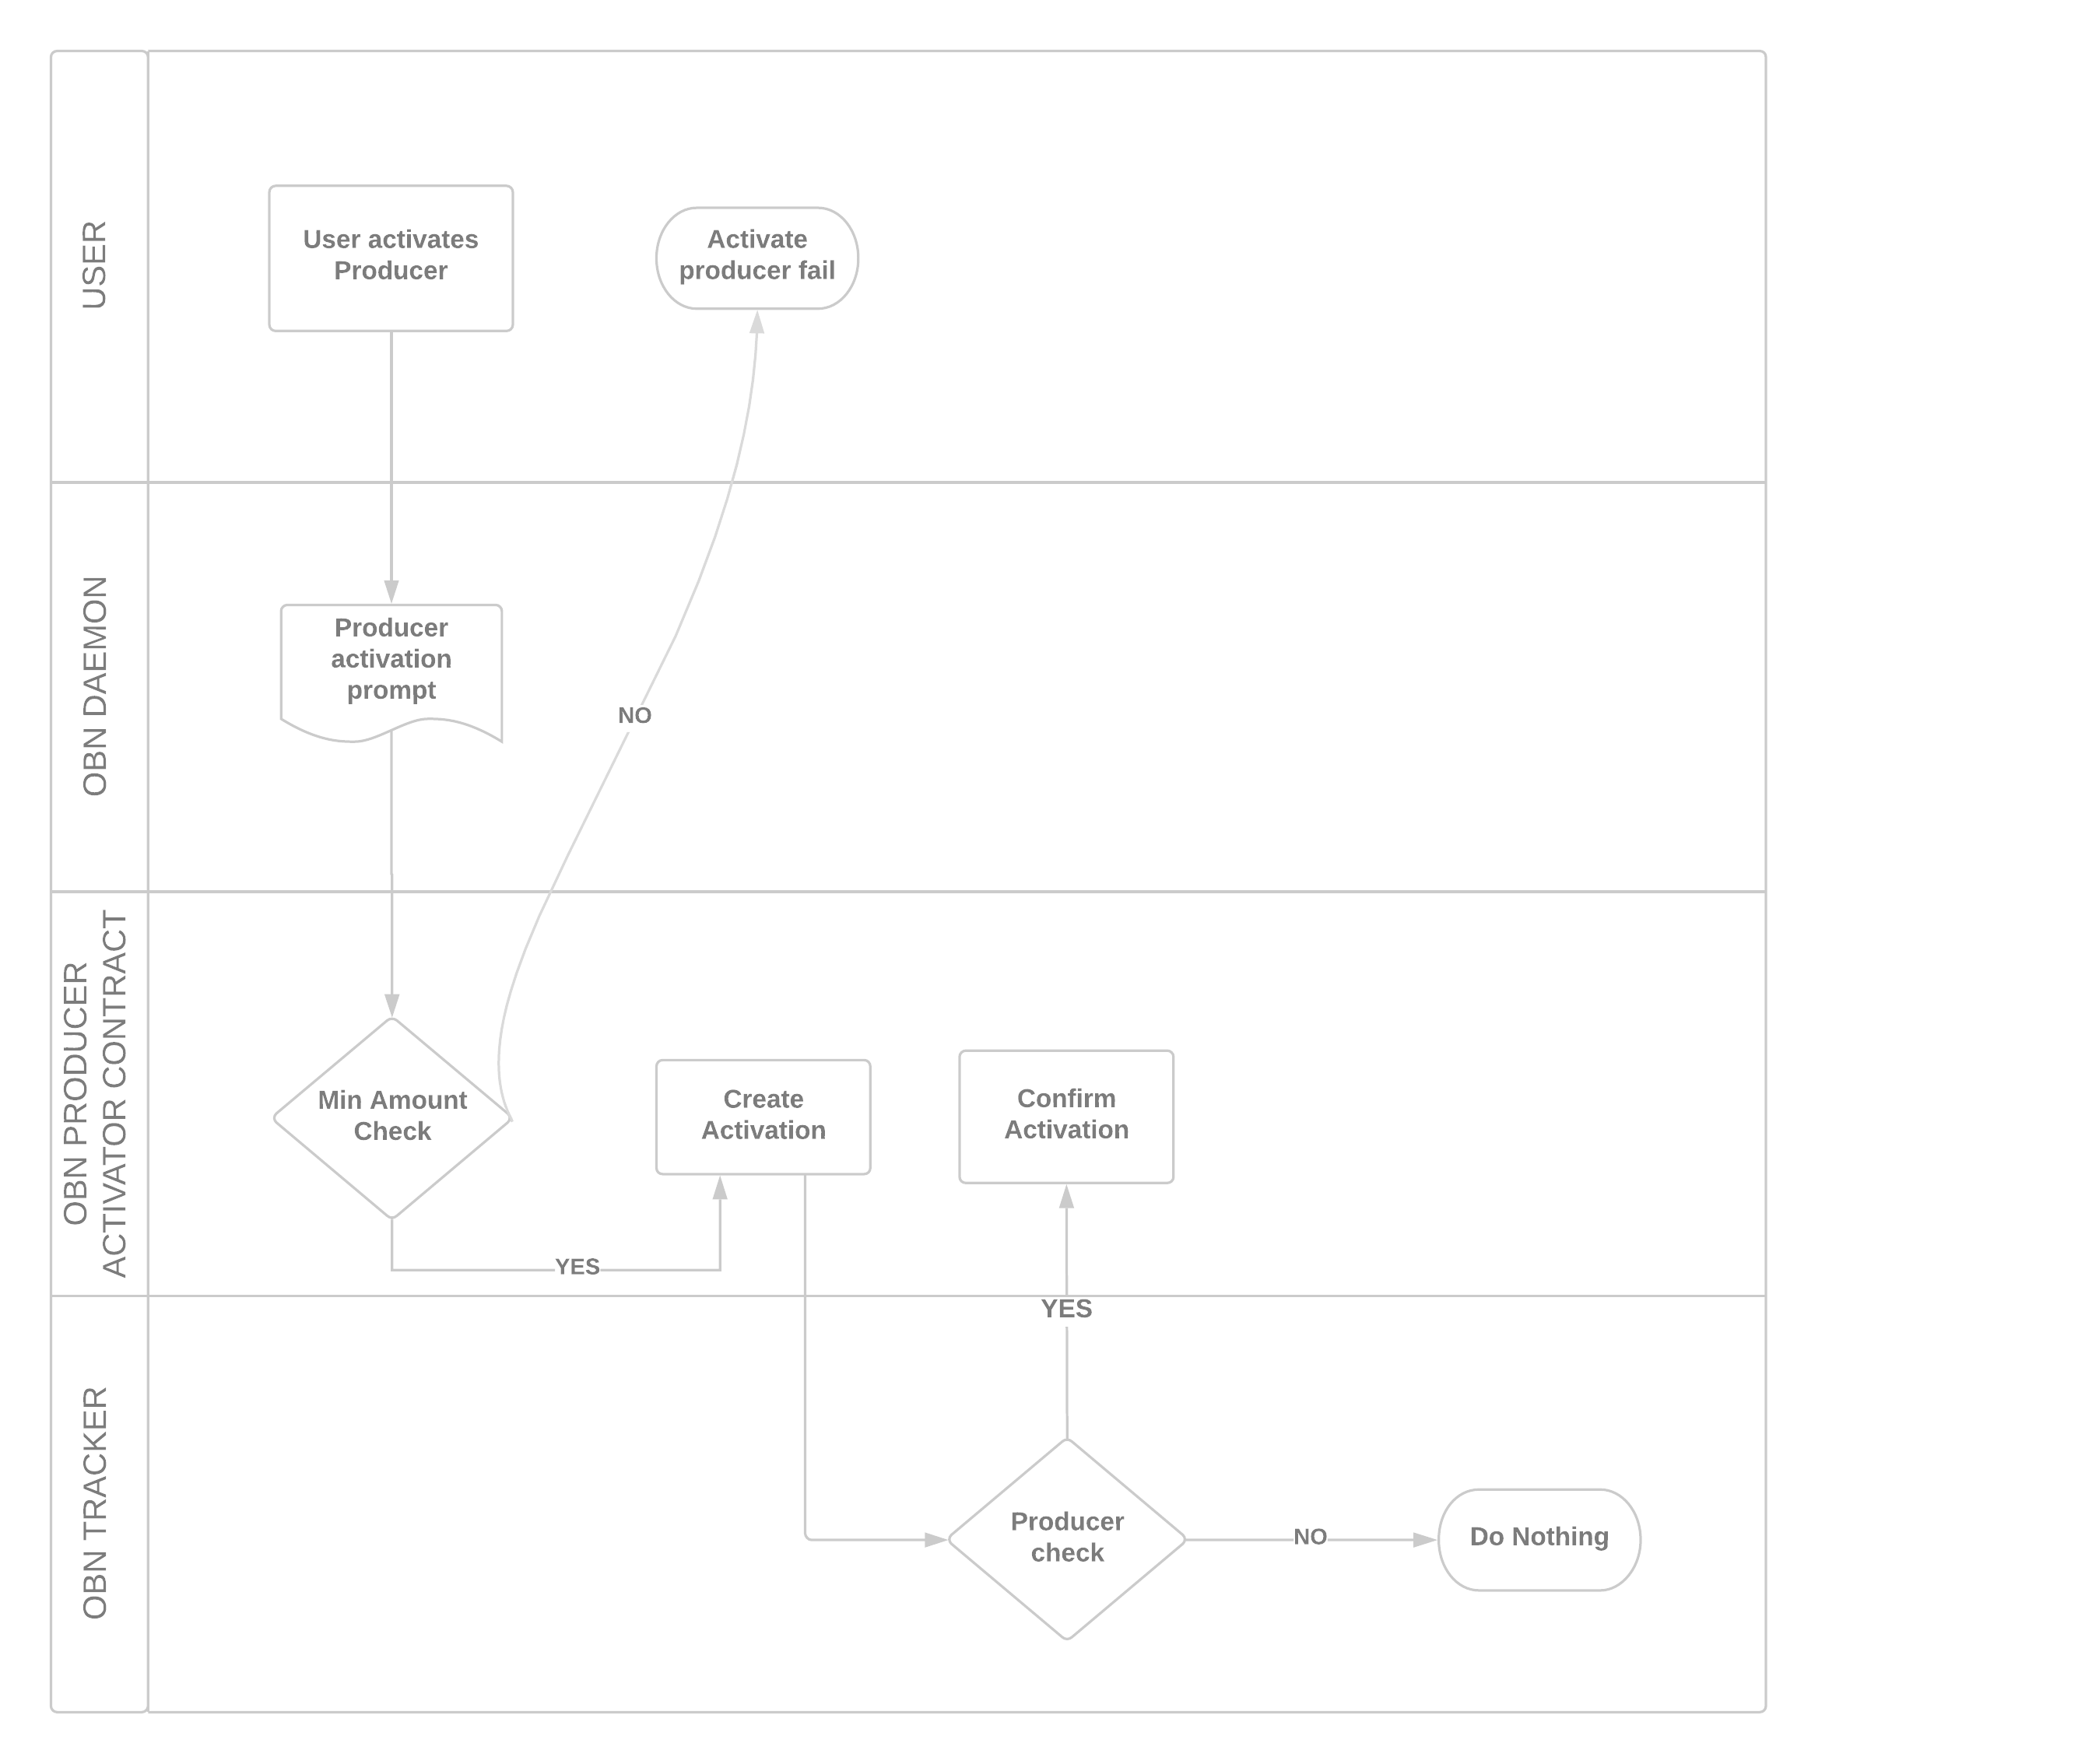 USER
User activates
Producer
Activate
producer fail
OBN DAEMON
Producer
activation
prompt
NO
OBN PRODUCER
ACTIVATOR CONTRACT
Min Amount
Check
Create
Activation
Confirm
Activation
YES
YES
OBN TRACKER
Producer
check
NO
Do Nothing